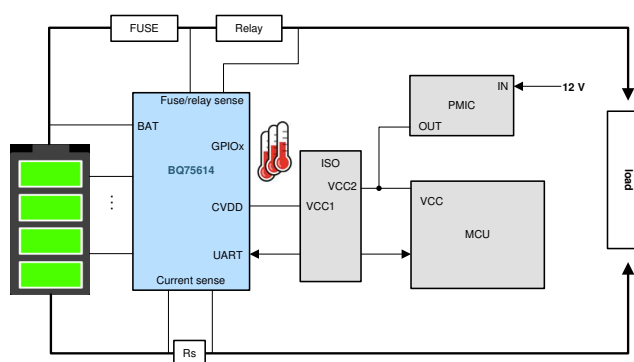 FUSE
Relay
Fuse/relay sense
IN
12 V
PMIC
BAT
OUT
GPIOx
ISO
BQ75614
VCC2
VCC
load
CVDD
VCC1
MCU
UART
Current sense
Rs